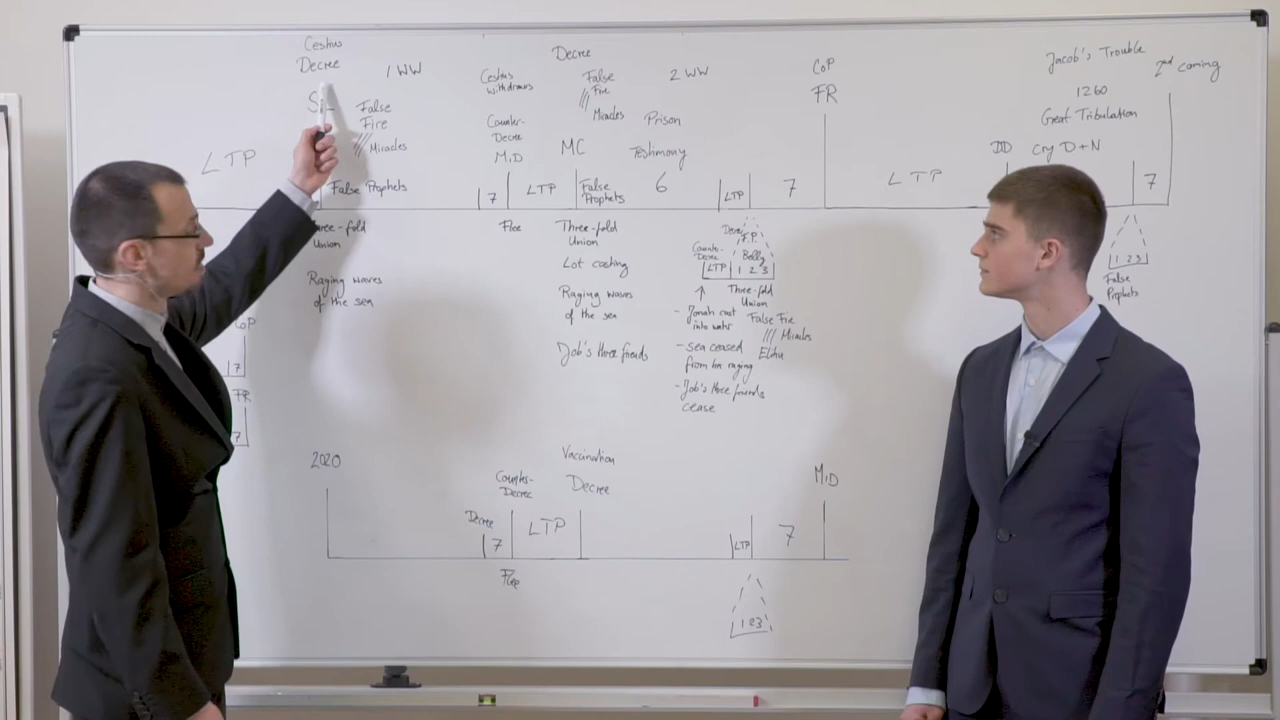 Cestius
Decree
1 WW
Cestius
withdraws
Decree
False
Fire
Miracles
2 WW
CoP
FR
Jacob's Trouble
1260
Great Tribulation
2nd coming
False
Fire
Miracles
Counter-
Decree
MiD
MC
Prison
Testimony
DD
cry D+N
LTP
False Prophets
7
LTP
False
Prophets
6
LTP
7
LTP
7
Union
Raging waves
of the sea
Flee
Three-fold
Union
Lot casting
Raging waves
of the sea
Job's three friends
Counter-
Decree
LTP
F.P.
Belly
1 2 3
Three-fold
Union
- Jonah cast
into water
False Fire
Miracles
Elihu
- sea ceased
from her raging
- Job's three friends
cease
1 2 3
False
Prophets
CoP
7
FR
7
2020
Counter-
Decree
Vaccination
Decree
MiD
Decree
7
LTP
LTP
7
Flee
1 2 3